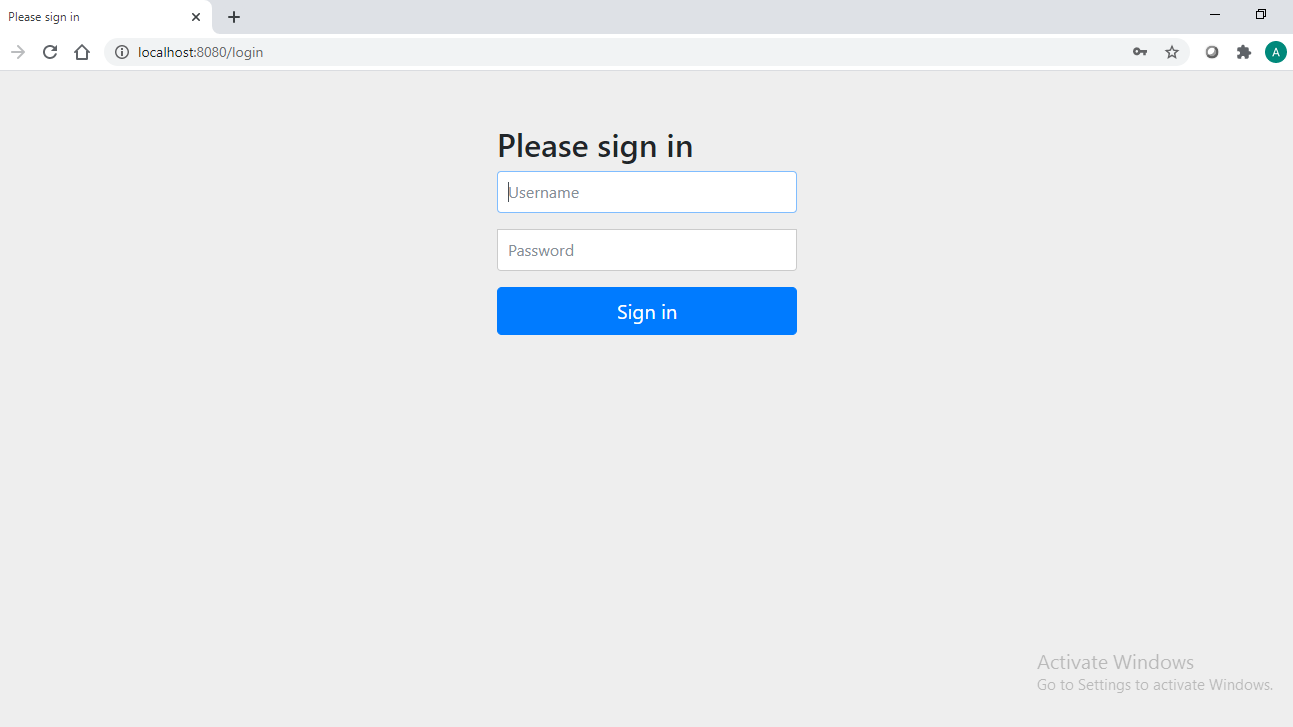 Please sign in
localhost:8080/login
A
Please sign in
Username
Password
Sign in
Activate Windows
Go to Settings to activate Windows.